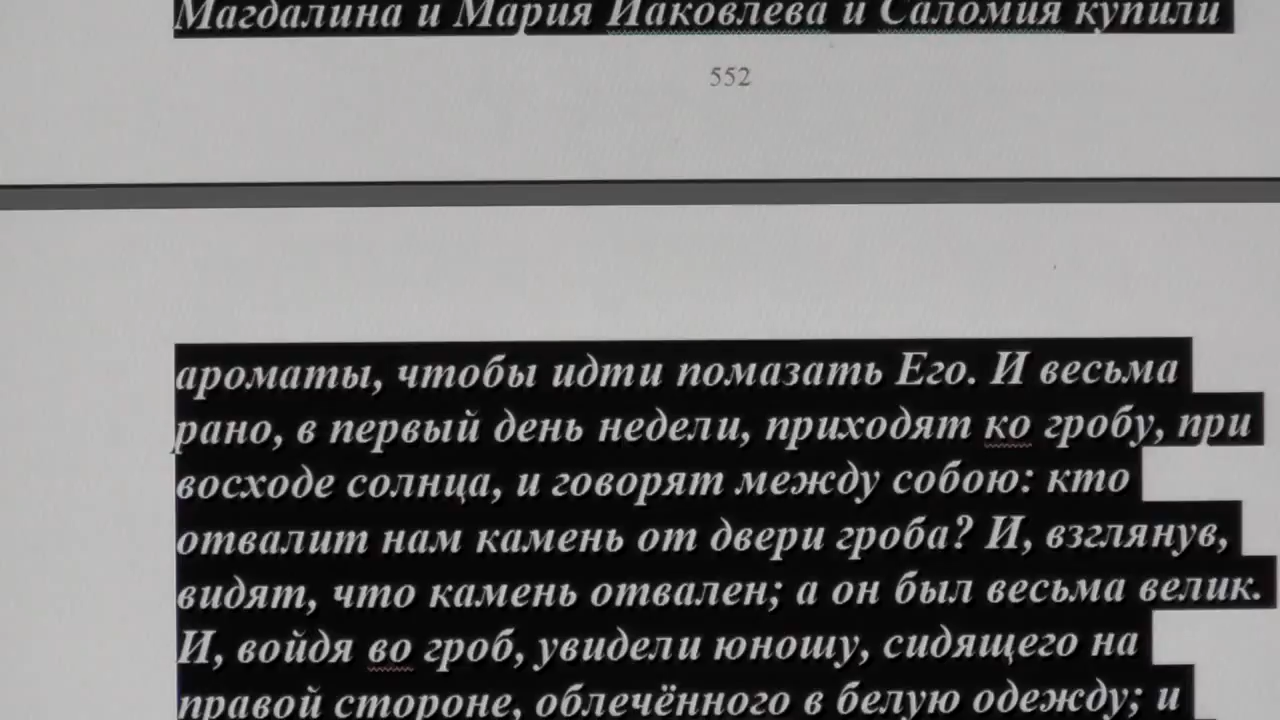 Магдалина и Мария Иаковлева и Саломия купили
552
ароматы, чтобы идти помазать Его. И весьма
рано, в первый день недели, приходят ко гробу, при
восходе солнца, и говорят между собою: кто
отвалит нам камень от двери гроба? И, взглянув,
видят, что камень отвален; а он был весьма велик.
И, войдя во гроб, увидели юношу, сидящего на
правой стороне, облечённого в белую одежду; и